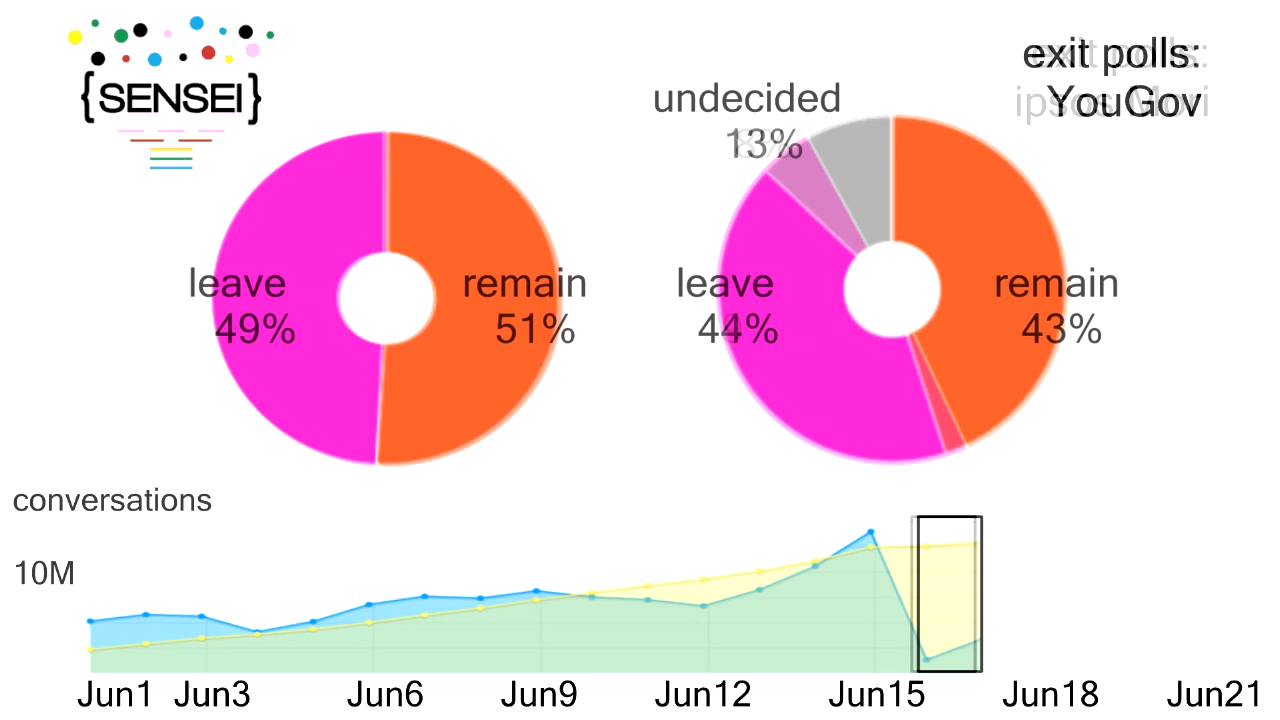 {SENSEI}
exit polls:
YouGov
undecided
13%
leave
49%
remain
51%
leave
44%
remain
43%
conversations
10M
Jun1 Jun3 Jun6 Jun9 Jun12 Jun15 Jun18 Jun21